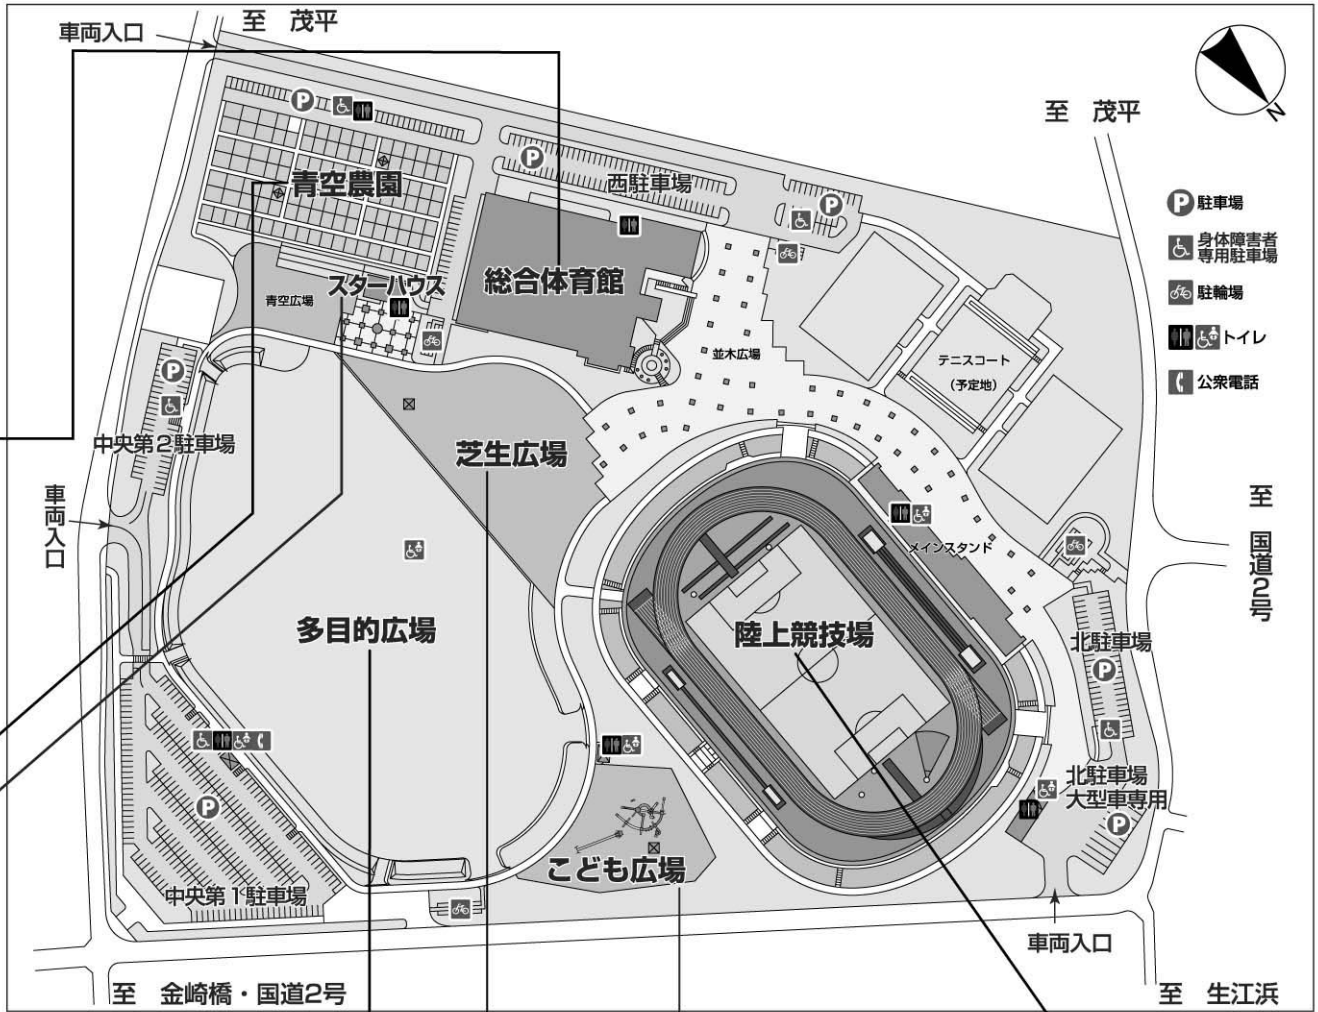 車両入口
至　茂平
N
至　茂平
P
P
青空農園
西駐車場
P
P 駐車場
身体障害者
専用駐車場
駐輪場
トイレ
公衆電話
スターハウス
総合体育館
青空広場
並木広場
テニスコート
（予定地）
P
中央第2駐車場
芝生広場
車両入口
メインスタンド
至　国道2号
多目的広場
陸上競技場
北駐車場
P
北駐車場
大型車専用
P
P
こども広場
中央第1駐車場
車両入口
至　金崎橋・国道2号
至　生江浜